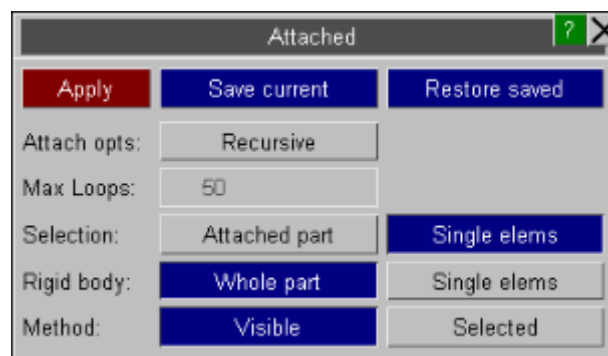 Attached ? X
Apply Save current Restore saved
Attach opts: Recursive
Max Loops: 50
Selection: Attached part Single elems
Rigid body: Whole part Single elems
Method: Visible Selected